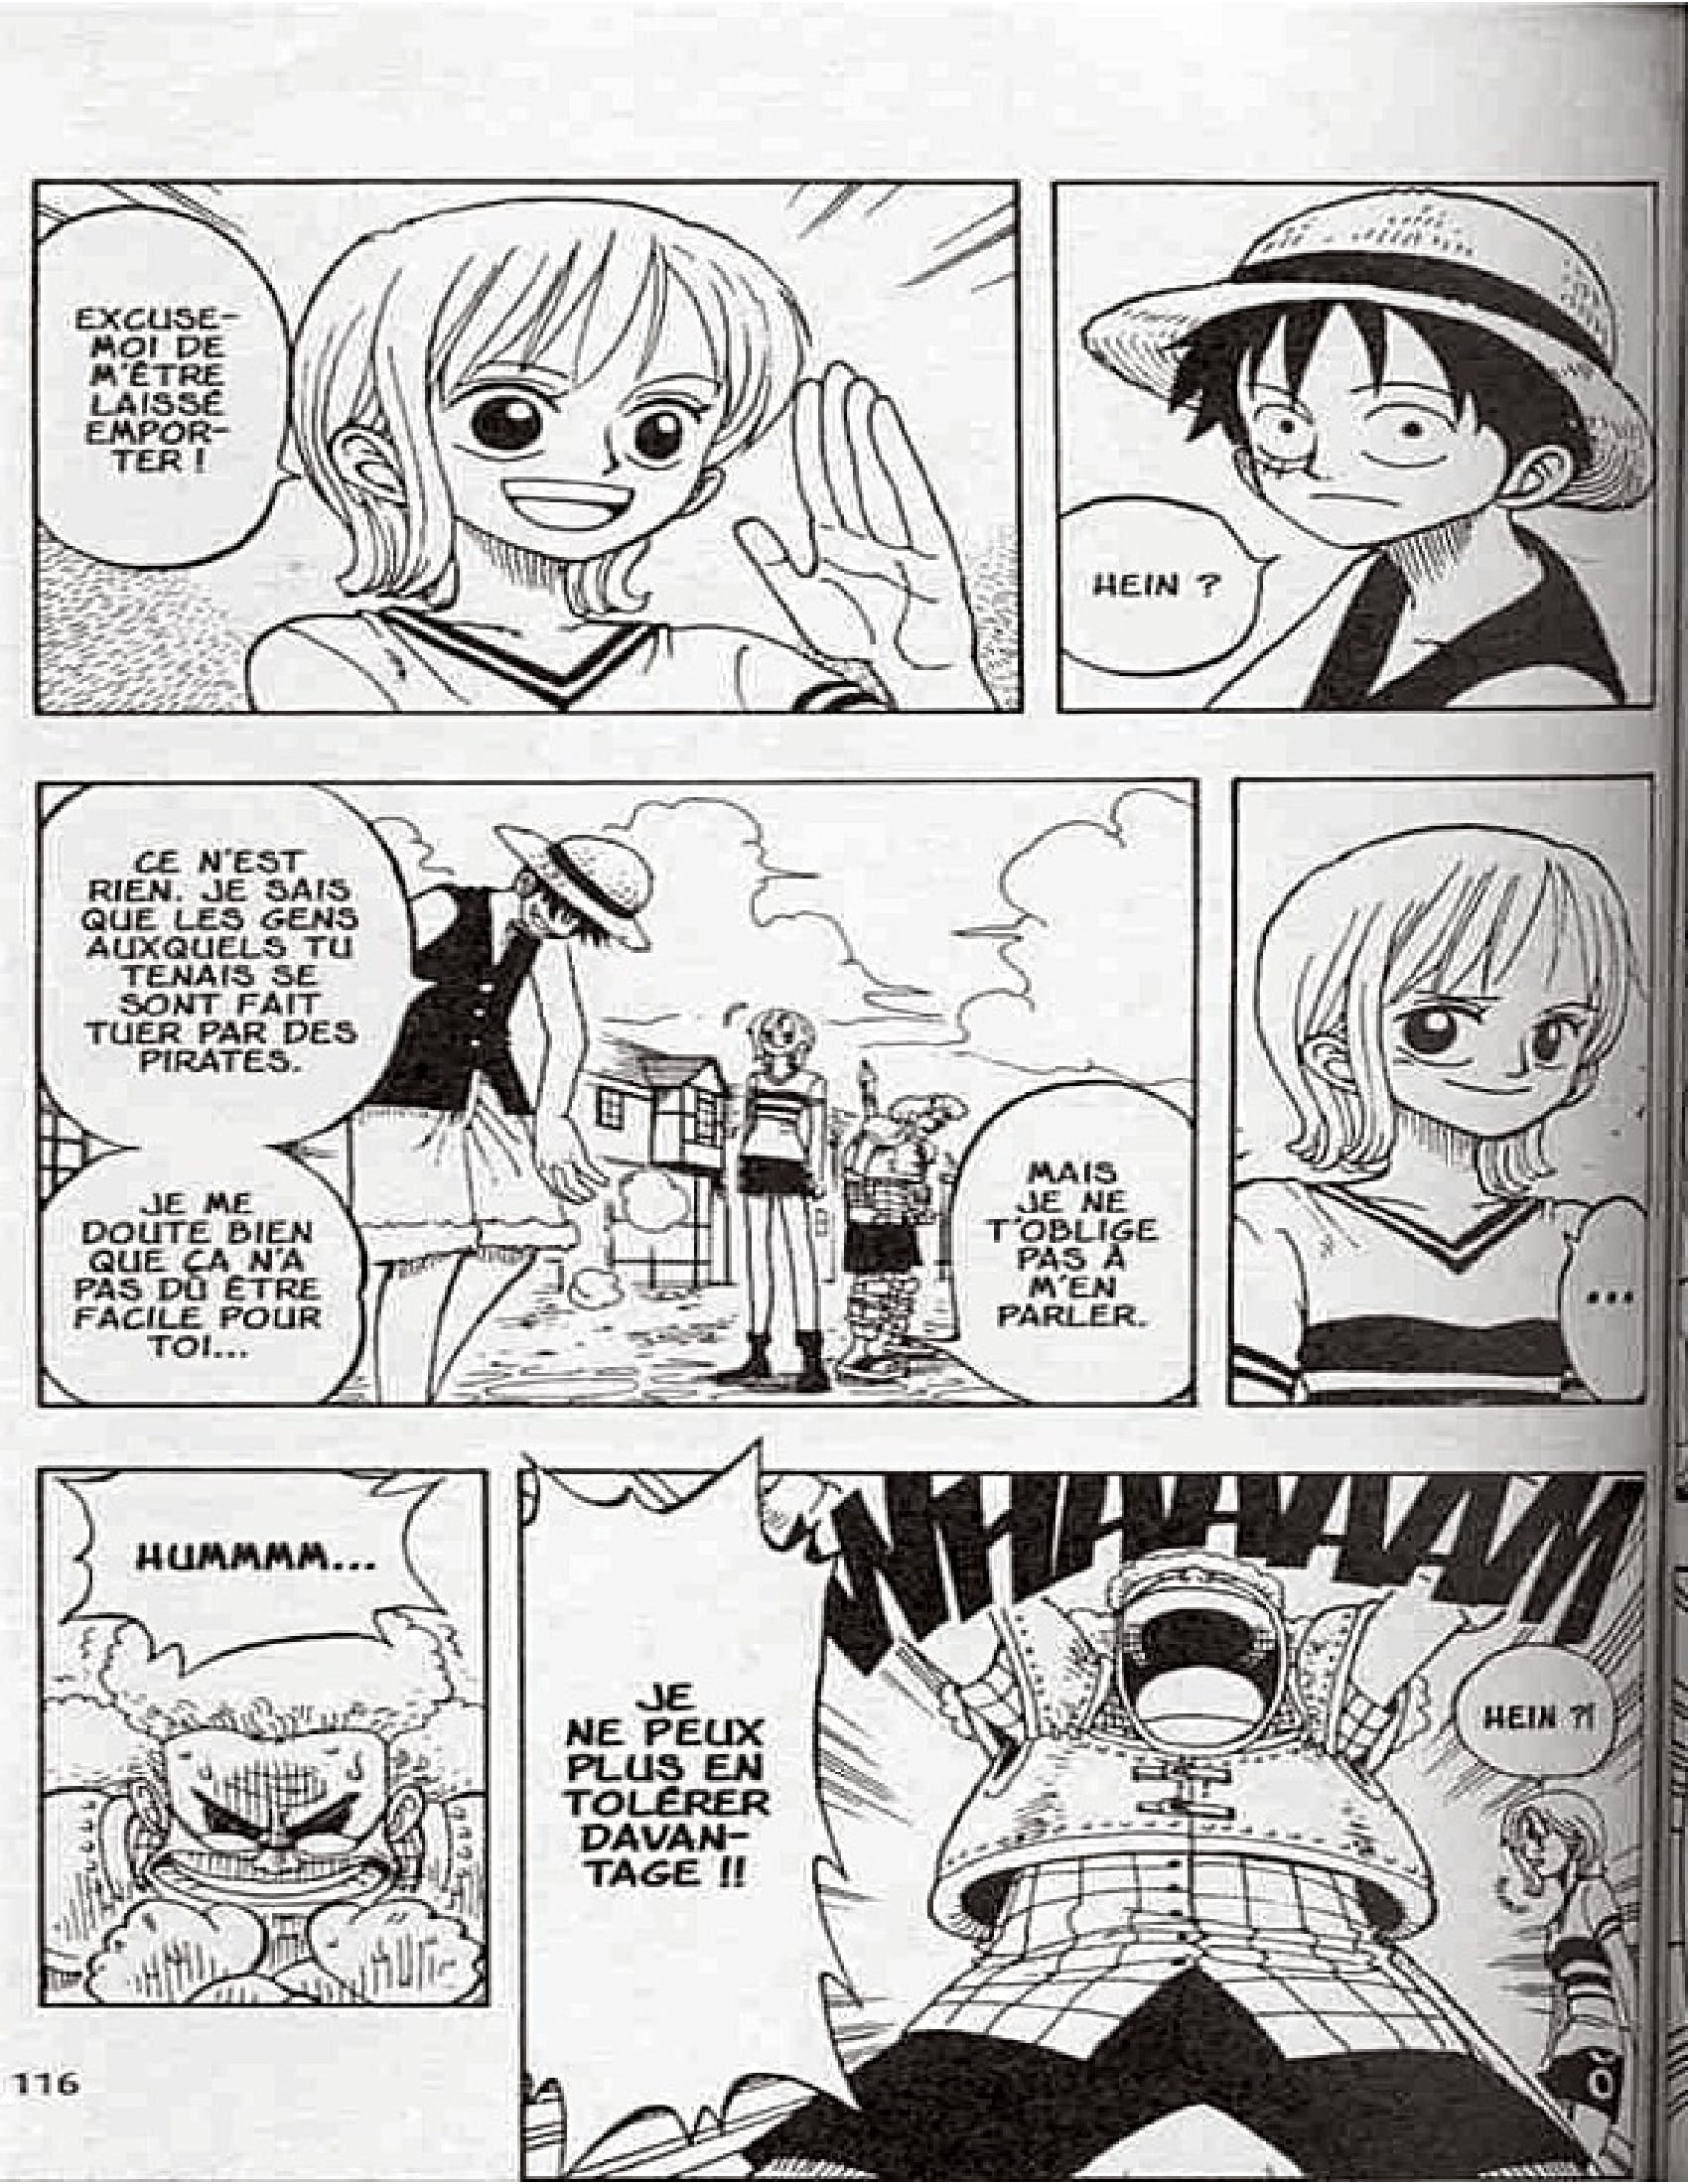 EXCUSE-
MOI DE
M'ÊTRE
LAISSÉ
EMPOR-
TER !
HEIN ?
CE N'EST
RIEN. JE SAIS
QUE LES GENS
AUXQUELS TU
TENAIS SE
SONT FAIT
TUER PAR DES
PIRATES.
JE ME
DOUTE BIEN
QUE ÇA N'A
PAS DÛ ÊTRE
FACILE POUR
TOI...
MAIS
JE NE
T'OBLIGE
PAS À
M'EN
PARLER.
...
HUMMMM...
JE
NE PEUX
PLUS EN
TOLÉRER
DAVAN-
TAGE !!
NHAAAAAM
HEIN ?!
116